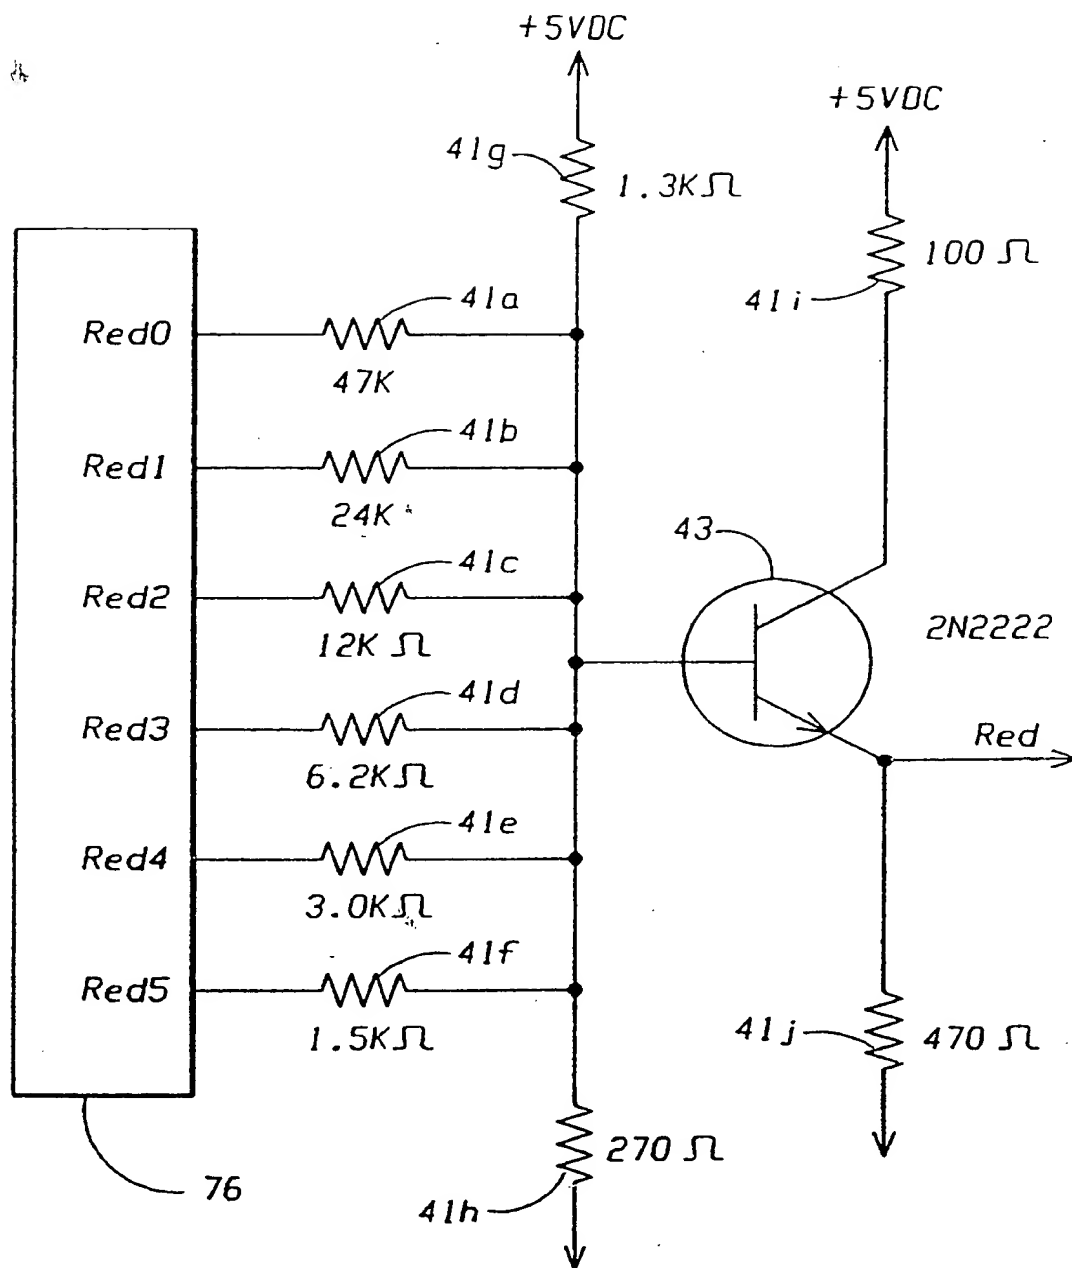 +5VDC
+5VDC
41g
1.3KΩ
100 Ω
41i
Red0
41a
47K
Red1
41b
24K
43
Red2
41c
12K Ω
2N2222
Red3
41d
6.2KΩ
Red
Red4
41e
3.0KΩ
Red5
41f
1.5KΩ
41j
470 Ω
270 Ω
76
41h